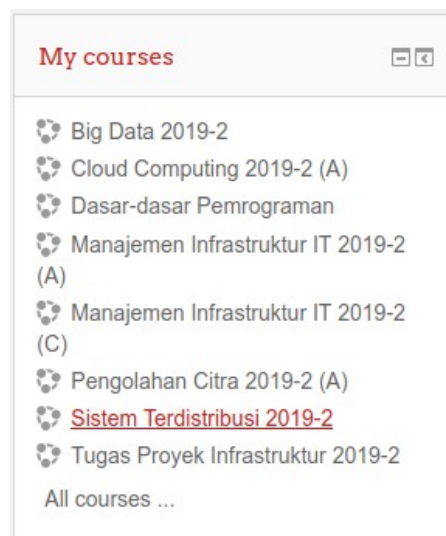 My courses
Big Data 2019-2
Cloud Computing 2019-2 (A)
Dasar-dasar Pemrograman
Manajemen Infrastruktur IT 2019-2
(A)
Manajemen Infrastruktur IT 2019-2
(C)
Pengolahan Citra 2019-2 (A)
Sistem Terdistribusi 2019-2
Tugas Proyek Infrastruktur 2019-2
All courses ...